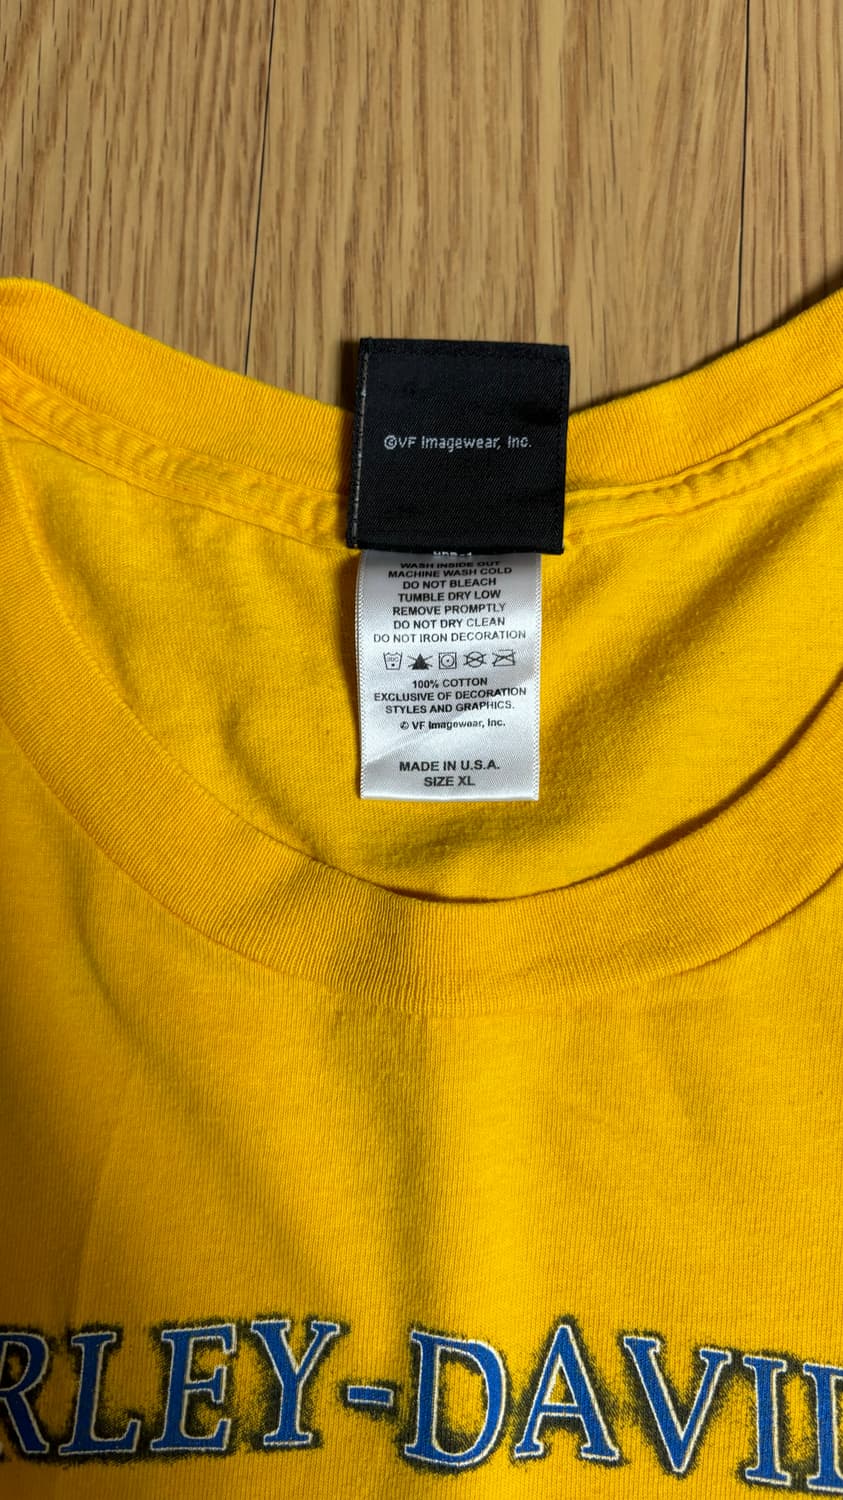 ©VF Imagewear, Inc.
WASH INSIDE OUT
MACHINE WASH COLD
DO NOT BLEACH
TUMBLE DRY LOW
REMOVE PROMPTLY
DO NOT DRY CLEAN
DO NOT IRON DECORATION
100% COTTON
EXCLUSIVE OF DECORATION
STYLES AND GRAPHICS.
© VF Imagewear, Inc.
MADE IN U.S.A.
SIZE XL
RLEY-DAVID